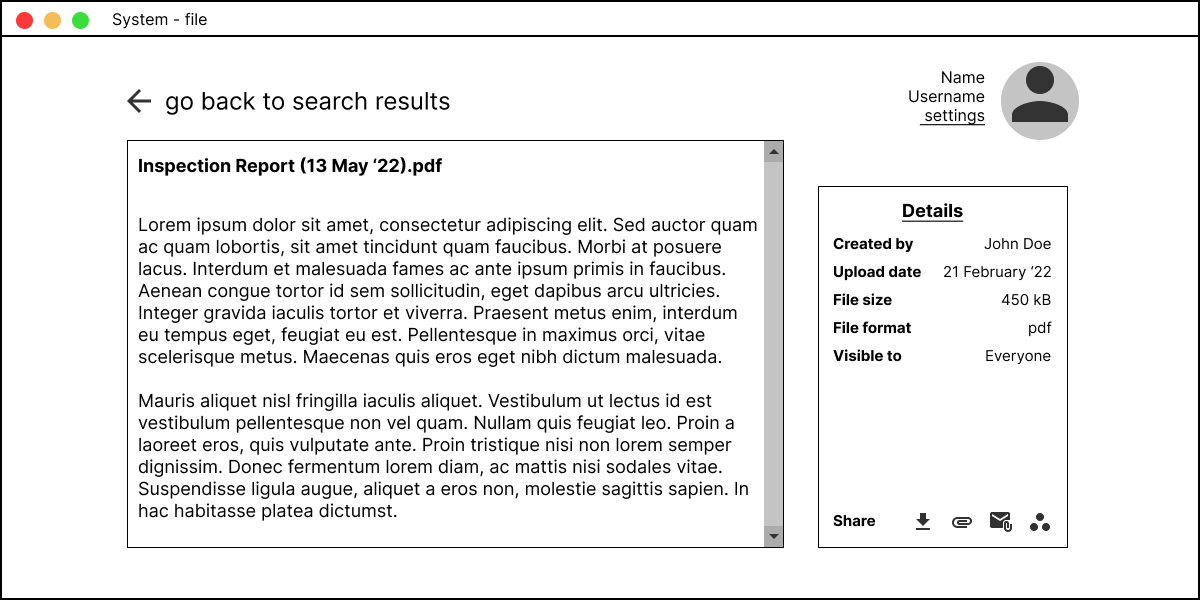 System - file
go back to search results
Name
Username
settings
Inspection Report (13 May ‘22).pdf
Lorem ipsum dolor sit amet, consectetur adipiscing elit. Sed auctor quam
ac quam lobortis, sit amet tincidunt quam faucibus. Morbi at posuere
lacus. Interdum et malesuada fames ac ante ipsum primis in faucibus.
Aenean congue tortor id sem sollicitudin, eget dapibus arcu ultricies.
Integer gravida iaculis tortor et viverra. Praesent metus enim, interdum
eu tempus eget, feugiat eu est. Pellentesque in maximus orci, vitae
scelerisque metus. Maecenas quis eros eget nibh dictum malesuada.
Mauris aliquet nisl fringilla iaculis aliquet. Vestibulum ut lectus id est
vestibulum pellentesque non vel quam. Nullam quis feugiat leo. Proin a
laoreet eros, quis vulputate ante. Proin tristique nisi non lorem semper
dignissim. Donec fermentum lorem diam, ac mattis nisi sodales vitae.
Suspendisse ligula augue, aliquet a eros non, molestie sagittis sapien. In
hac habitasse platea dictumst.
Details
Created by John Doe
Upload date 21 February ‘22
File size 450 kB
File format pdf
Visible to Everyone
Share